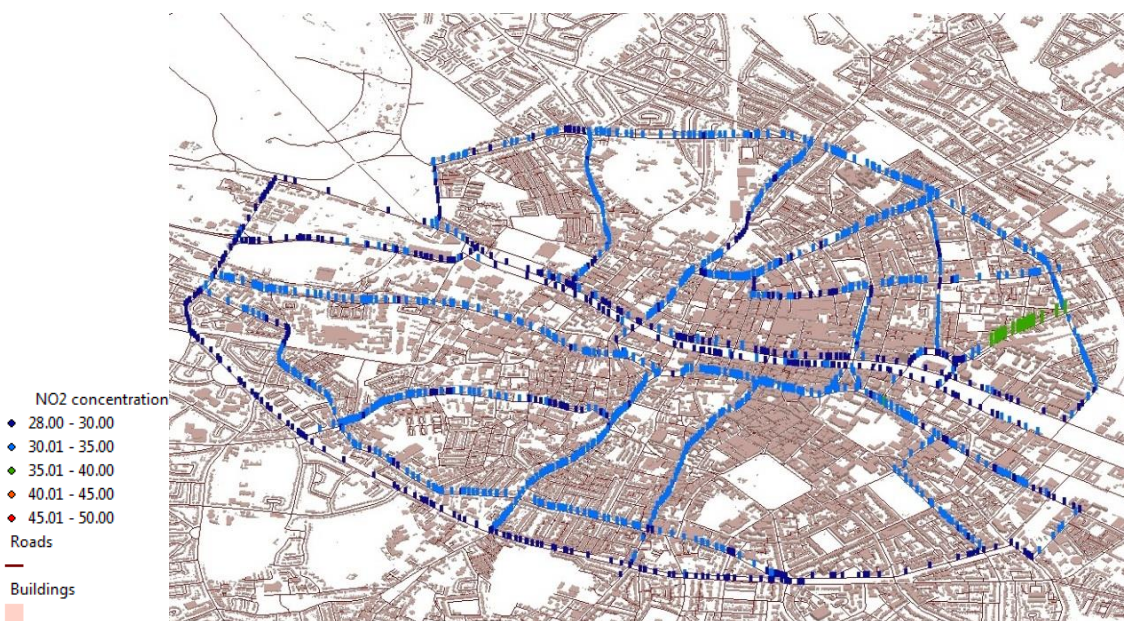 NO2 concentration
28.00 - 30.00
30.01 - 35.00
35.01 - 40.00
40.01 - 45.00
45.01 - 50.00
Roads
Buildings